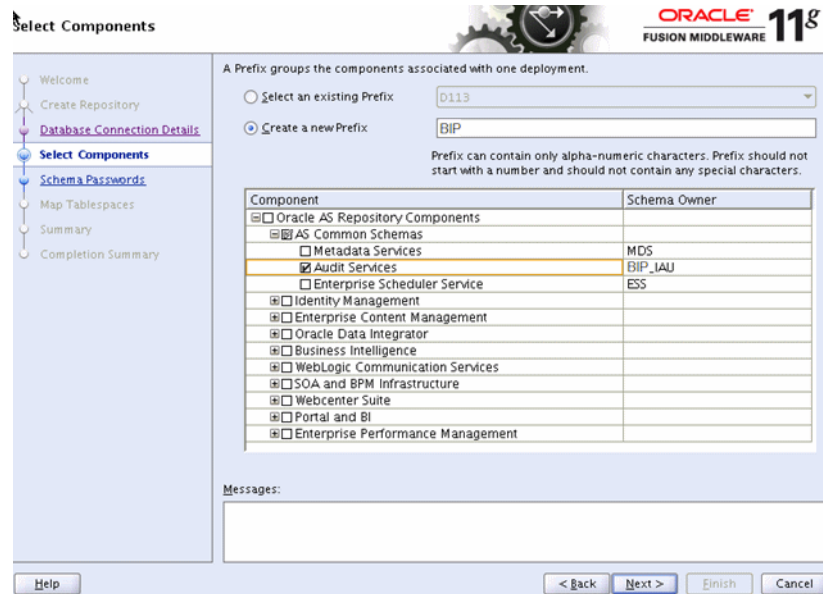 Select Components
ORACLE
FUSION MIDDLEWARE 11g
Welcome
Create Repository
Database Connection Details
Select Components
Schema Passwords
Map Tablespaces
Summary
Completion Summary
A Prefix groups the components associated with one deployment.
Select an existing Prefix D113
Create a new Prefix BIP
Prefix can contain only alpha-numeric characters. Prefix should not
start with a number and should not contain any special characters.
Component Schema Owner
Oracle AS Repository Components
AS Common Schemas
Metadata Services MDS
Audit Services BIP_IAU
Enterprise Scheduler Service ESS
Identity Management
Enterprise Content Management
Oracle Data Integrator
Business Intelligence
WebLogic Communication Services
SOA and BPM Infrastructure
Webcenter Suite
Portal and BI
Enterprise Performance Management
Messages:
Help < Back Next > Finish Cancel